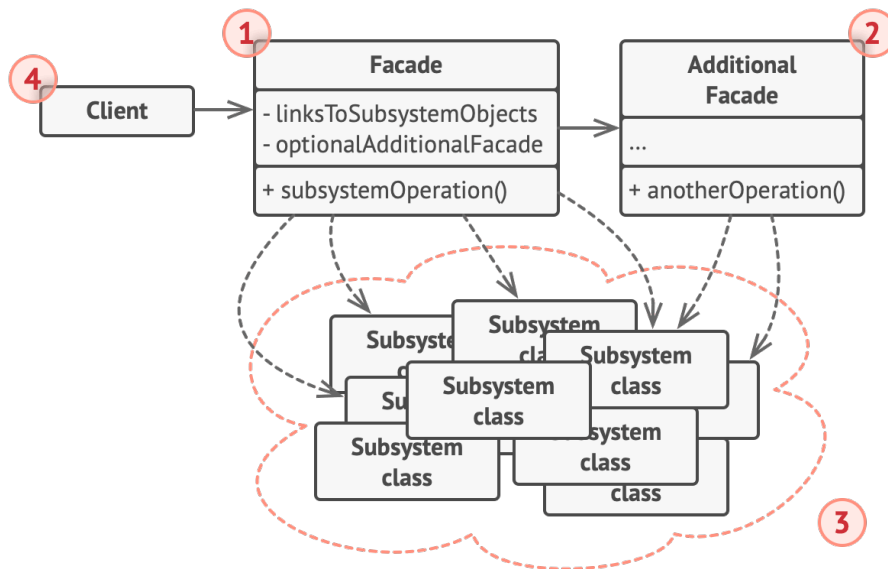 1
2
4
3
Facade
- linksToSubsystemObjects
- optionalAdditionalFacade
+ subsystemOperation()
Additional
Facade
...
+ anotherOperation()
Client
Subsystem
class
Subsystem
class
Subsystem
class
Subsystem
class
Subsystem
class
class